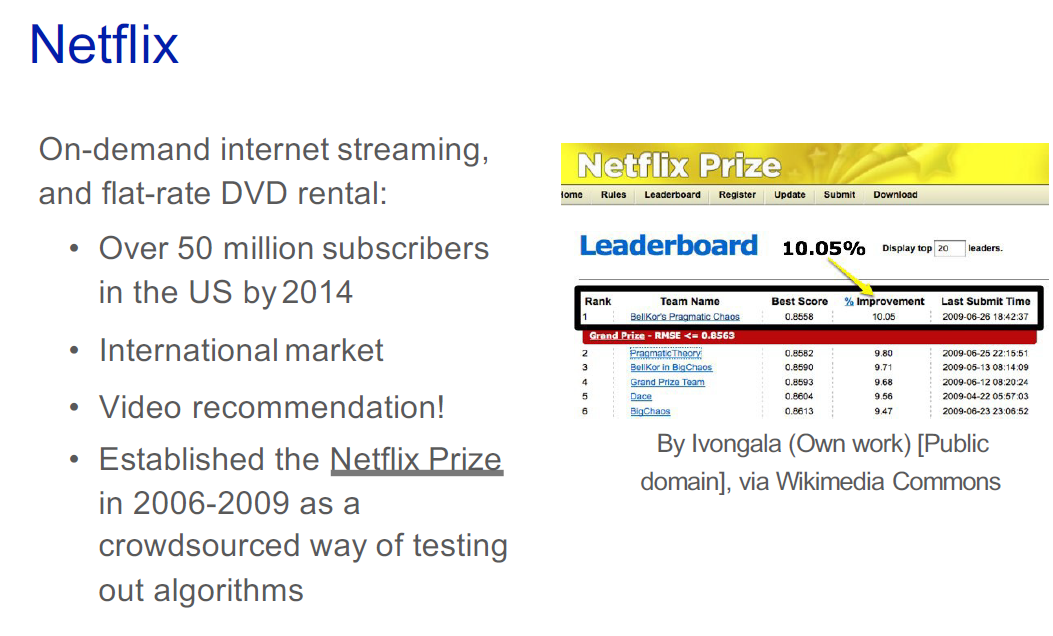 Netflix
On-demand internet streaming,
and flat-rate DVD rental:
• Over 50 million subscribers
in the US by 2014
• International market
• Video recommendation!
• Established the Netflix Prize
in 2006-2009 as a
crowdsourced way of testing
out algorithms
Netflix Prize
Home Rules Leaderboard Register Update Submit Download
Leaderboard 10.05% Display top 20 leaders.
Rank Team Name Best Score % Improvement Last Submit Time
1 BellKor's Pragmatic Chaos 0.8558 10.05 2009-06-26 18:42:37
Grand Prize - RMSE <= 0.8563
2 PragmaticTheory 0.8582 9.80 2009-06-25 22:15:51
3 BellKor in BigChaos 0.8590 9.71 2009-05-13 08:14:09
4 Grand Prize Team 0.8593 9.68 2009-06-12 08:20:24
5 Dace 0.8604 9.56 2009-04-22 05:57:03
6 BigChaos 0.8613 9.47 2009-06-23 23:06:52
By Ivongala (Own work) [Public
domain], via Wikimedia Commons